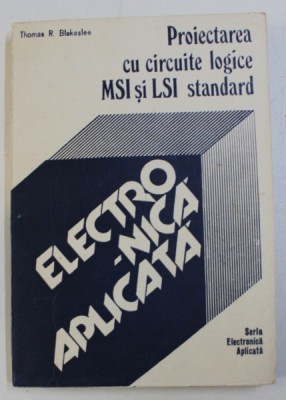 Thomas R. Blakeslee
Proiectarea
cu circuite logice
MSI și LSI standard
ELECTRO
-NICĂ
APLICATĂ
Seria
Electronică
Aplicată